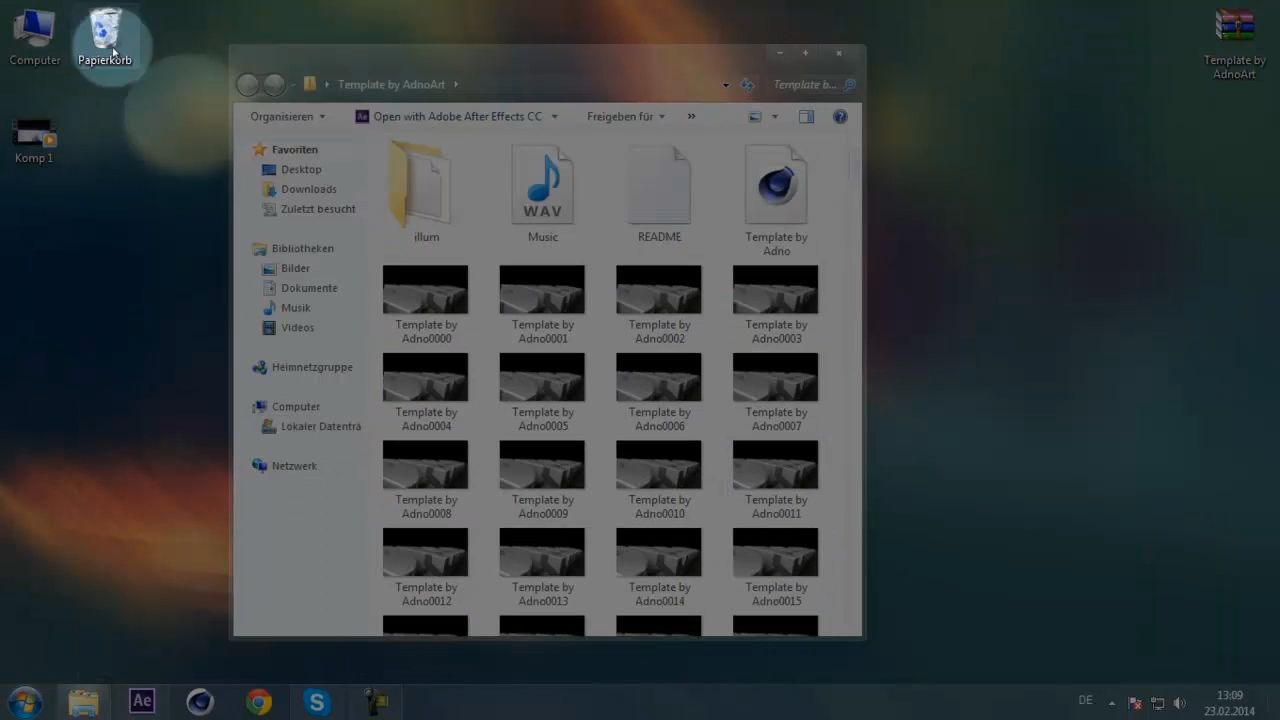 Computer
Papierkorb
Komp 1
Template by
AdnoArt
Template by AdnoArt
Template b...
Organisieren
Ae
Open with Adobe After Effects CC
Freigeben für
»
Favoriten
Desktop
Downloads
Zuletzt besucht
Bibliotheken
Bilder
Dokumente
Musik
Videos
Heimnetzgruppe
Computer
Lokaler Datenträ
Netzwerk
illum
WAV
Music
README
Template by
Adno
Template by
Adno0000
Template by
Adno0001
Template by
Adno0002
Template by
Adno0003
Template by
Adno0004
Template by
Adno0005
Template by
Adno0006
Template by
Adno0007
Template by
Adno0008
Template by
Adno0009
Template by
Adno0010
Template by
Adno0011
Template by
Adno0012
Template by
Adno0013
Template by
Adno0014
Template by
Adno0015
Ae
DE
13:09
23.02.2014